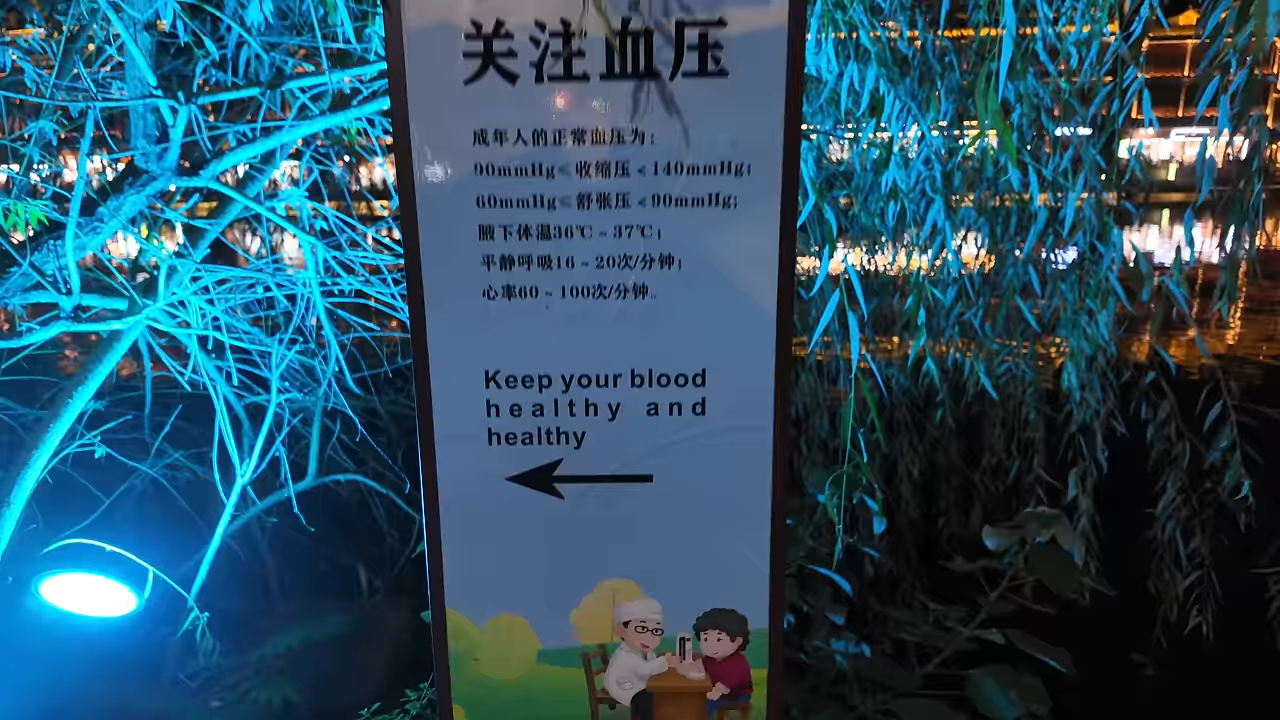 关注血压
成年人的正常血压为：
90mmHg≤收缩压<140mmHg；
60mmHg≤舒张压<90mmHg；
腋下体温36℃~37℃；
平静呼吸16~20次/分钟；
心率60~100次/分钟。
Keep your blood
healthy and
healthy